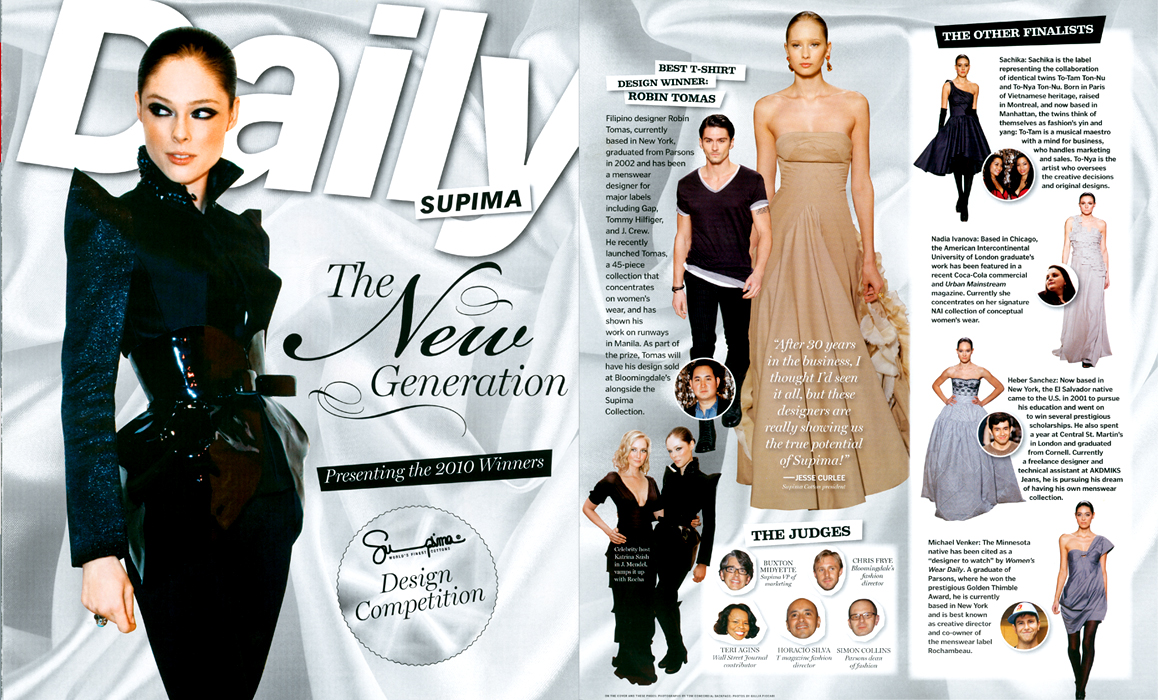 Daily
SUPIMA
The
New
Generation
Presenting the 2010 Winners
Supima
WORLD'S FINEST COTTONS
Design
Competition
BEST T-SHIRT
DESIGN WINNER:
ROBIN TOMAS
Filipino designer Robin
Tomas, currently
based in New York,
graduated from Parsons
in 2002 and has been
a menswear
designer for
major labels
including Gap,
Tommy Hilfiger,
and J. Crew.
He recently
launched Tomas,
a 45-piece
collection that
concentrates
on women's
wear, and has
shown his
work on runways
in Manila. As part of
the prize, Tomas will
have his design sold
at Bloomingdale's
alongside the
Supima
Collection.
Celebrity host
in J. Mendel,
vamps it up
with Rocha
"After 30 years
in the business, I
thought I'd seen
it all, but these
designers are
really showing us
the true potential
of Supima!"
—JESSE CURLEE
Supima Cotton president
THE JUDGES
BUXTON
MIDYETTE
Supima VP of
marketing
CHRIS FRYE
Bloomingdale's
fashion
director
TERI AGINS
Wall Street Journal
contributor
HORACIO SILVA
T magazine fashion
director
SIMON COLLINS
Parsons dean
of fashion
THE OTHER FINALISTS
Sachika: Sachika is the label
representing the collaboration
of identical twins To-Tam Ton-Nu
and To-Nya Ton-Nu. Born in Paris
of Vietnamese heritage, raised
in Montreal, and now based in
Manhattan, the twins think of
themselves as fashion's yin and
yang: To-Tam is a musical maestro
with a mind for business,
who handles marketing
and sales. To-Nya is the
artist who oversees
the creative decisions
and original designs.
Nadia Ivanova: Based in Chicago,
the American Intercontinental
University of London graduate's
work has been featured in a
recent Coca-Cola commercial
and Urban Mainstream
magazine. Currently she
concentrates on her signature
NAI collection of conceptual
women's wear.
Heber Sanchez: Now based in
New York, the El Salvador native
came to the U.S. in 2001 to pursue
his education and went on
to win several prestigious
scholarships. He also spent
a year at Central St. Martin's
in London and graduated
from Cornell. Currently
a freelance designer and
technical assistant at AKDMIKS
Jeans, he is pursuing his dream
of having his own menswear
collection.
Michael Venker: The Minnesota
native has been cited as a
"designer to watch" by Women's
Wear Daily. A graduate of
Parsons, where he won the
prestigious Golden Thimble
Award, he is currently
based in New York
and is best known
as creative director
and co-owner of
the menswear label
Rochambeau.